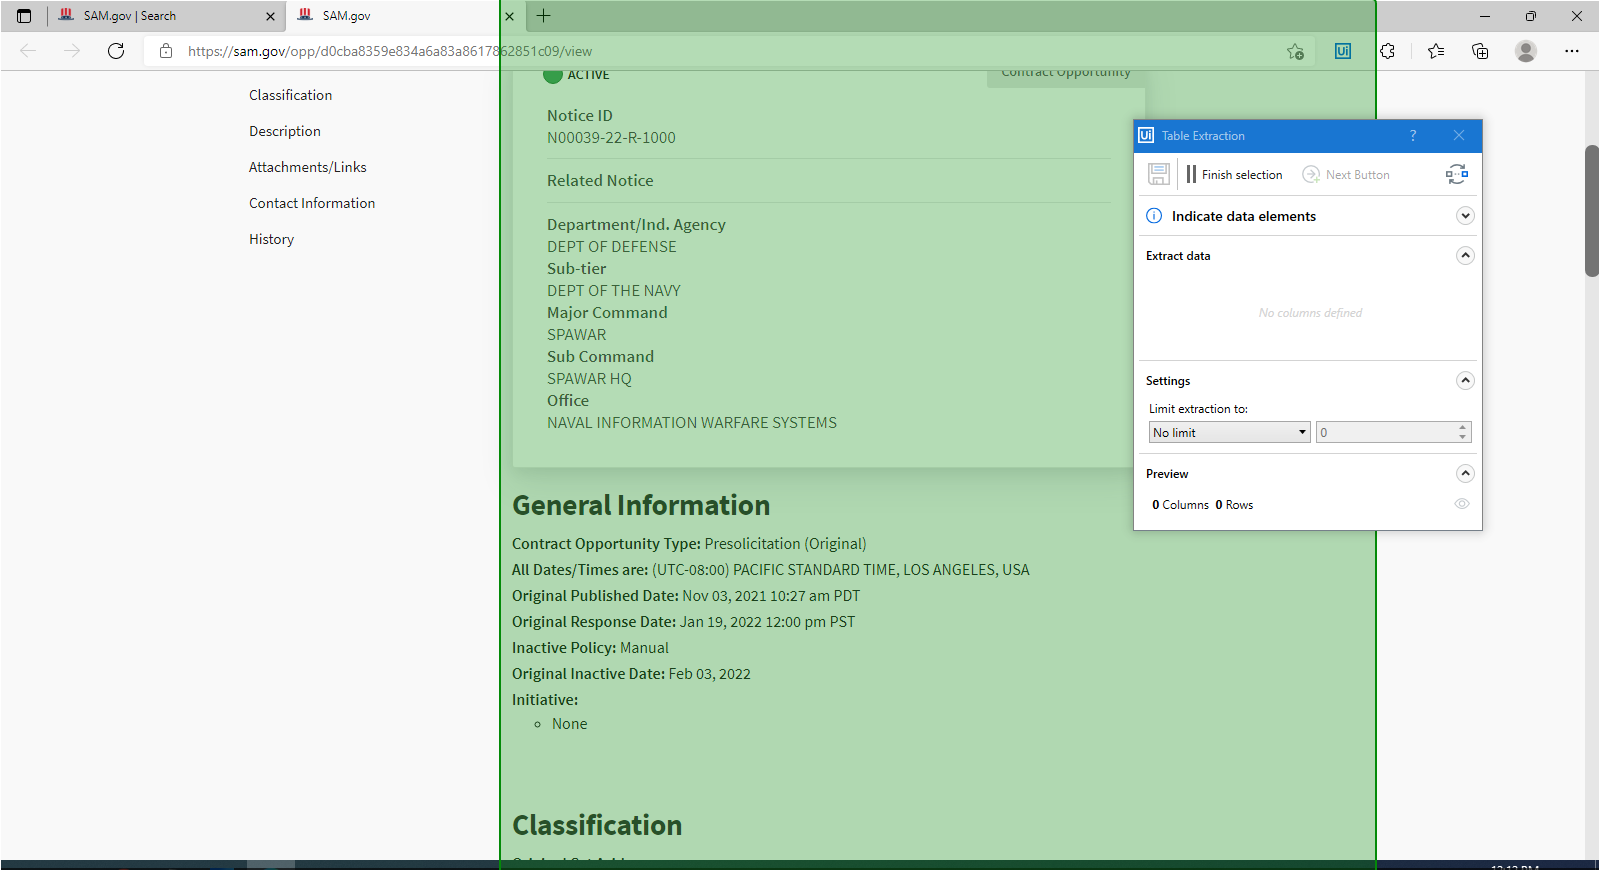 SAM.gov | Search
SAM.gov
https://sam.gov/opp/d0cba8359e834a6a83a8617862851c09/view
Ui
Classification
Description
Attachments/Links
Contact Information
History
ACTIVE
Contract Opportunity
Notice ID
N00039-22-R-1000
Related Notice
Department/Ind. Agency
DEPT OF DEFENSE
Sub-tier
DEPT OF THE NAVY
Major Command
SPAWAR
Sub Command
SPAWAR HQ
Office
NAVAL INFORMATION WARFARE SYSTEMS
General Information
Contract Opportunity Type: Presolicitation (Original)
All Dates/Times are: (UTC-08:00) PACIFIC STANDARD TIME, LOS ANGELES, USA
Original Published Date: Nov 03, 2021 10:27 am PDT
Original Response Date: Jan 19, 2022 12:00 pm PST
Inactive Policy: Manual
Original Inactive Date: Feb 03, 2022
Initiative:
None
Classification
Ui Table Extraction ?
Finish selection Next Button
Indicate data elements
Extract data
No columns defined
Settings
Limit extraction to:
No limit 0
Preview
0 Columns 0 Rows